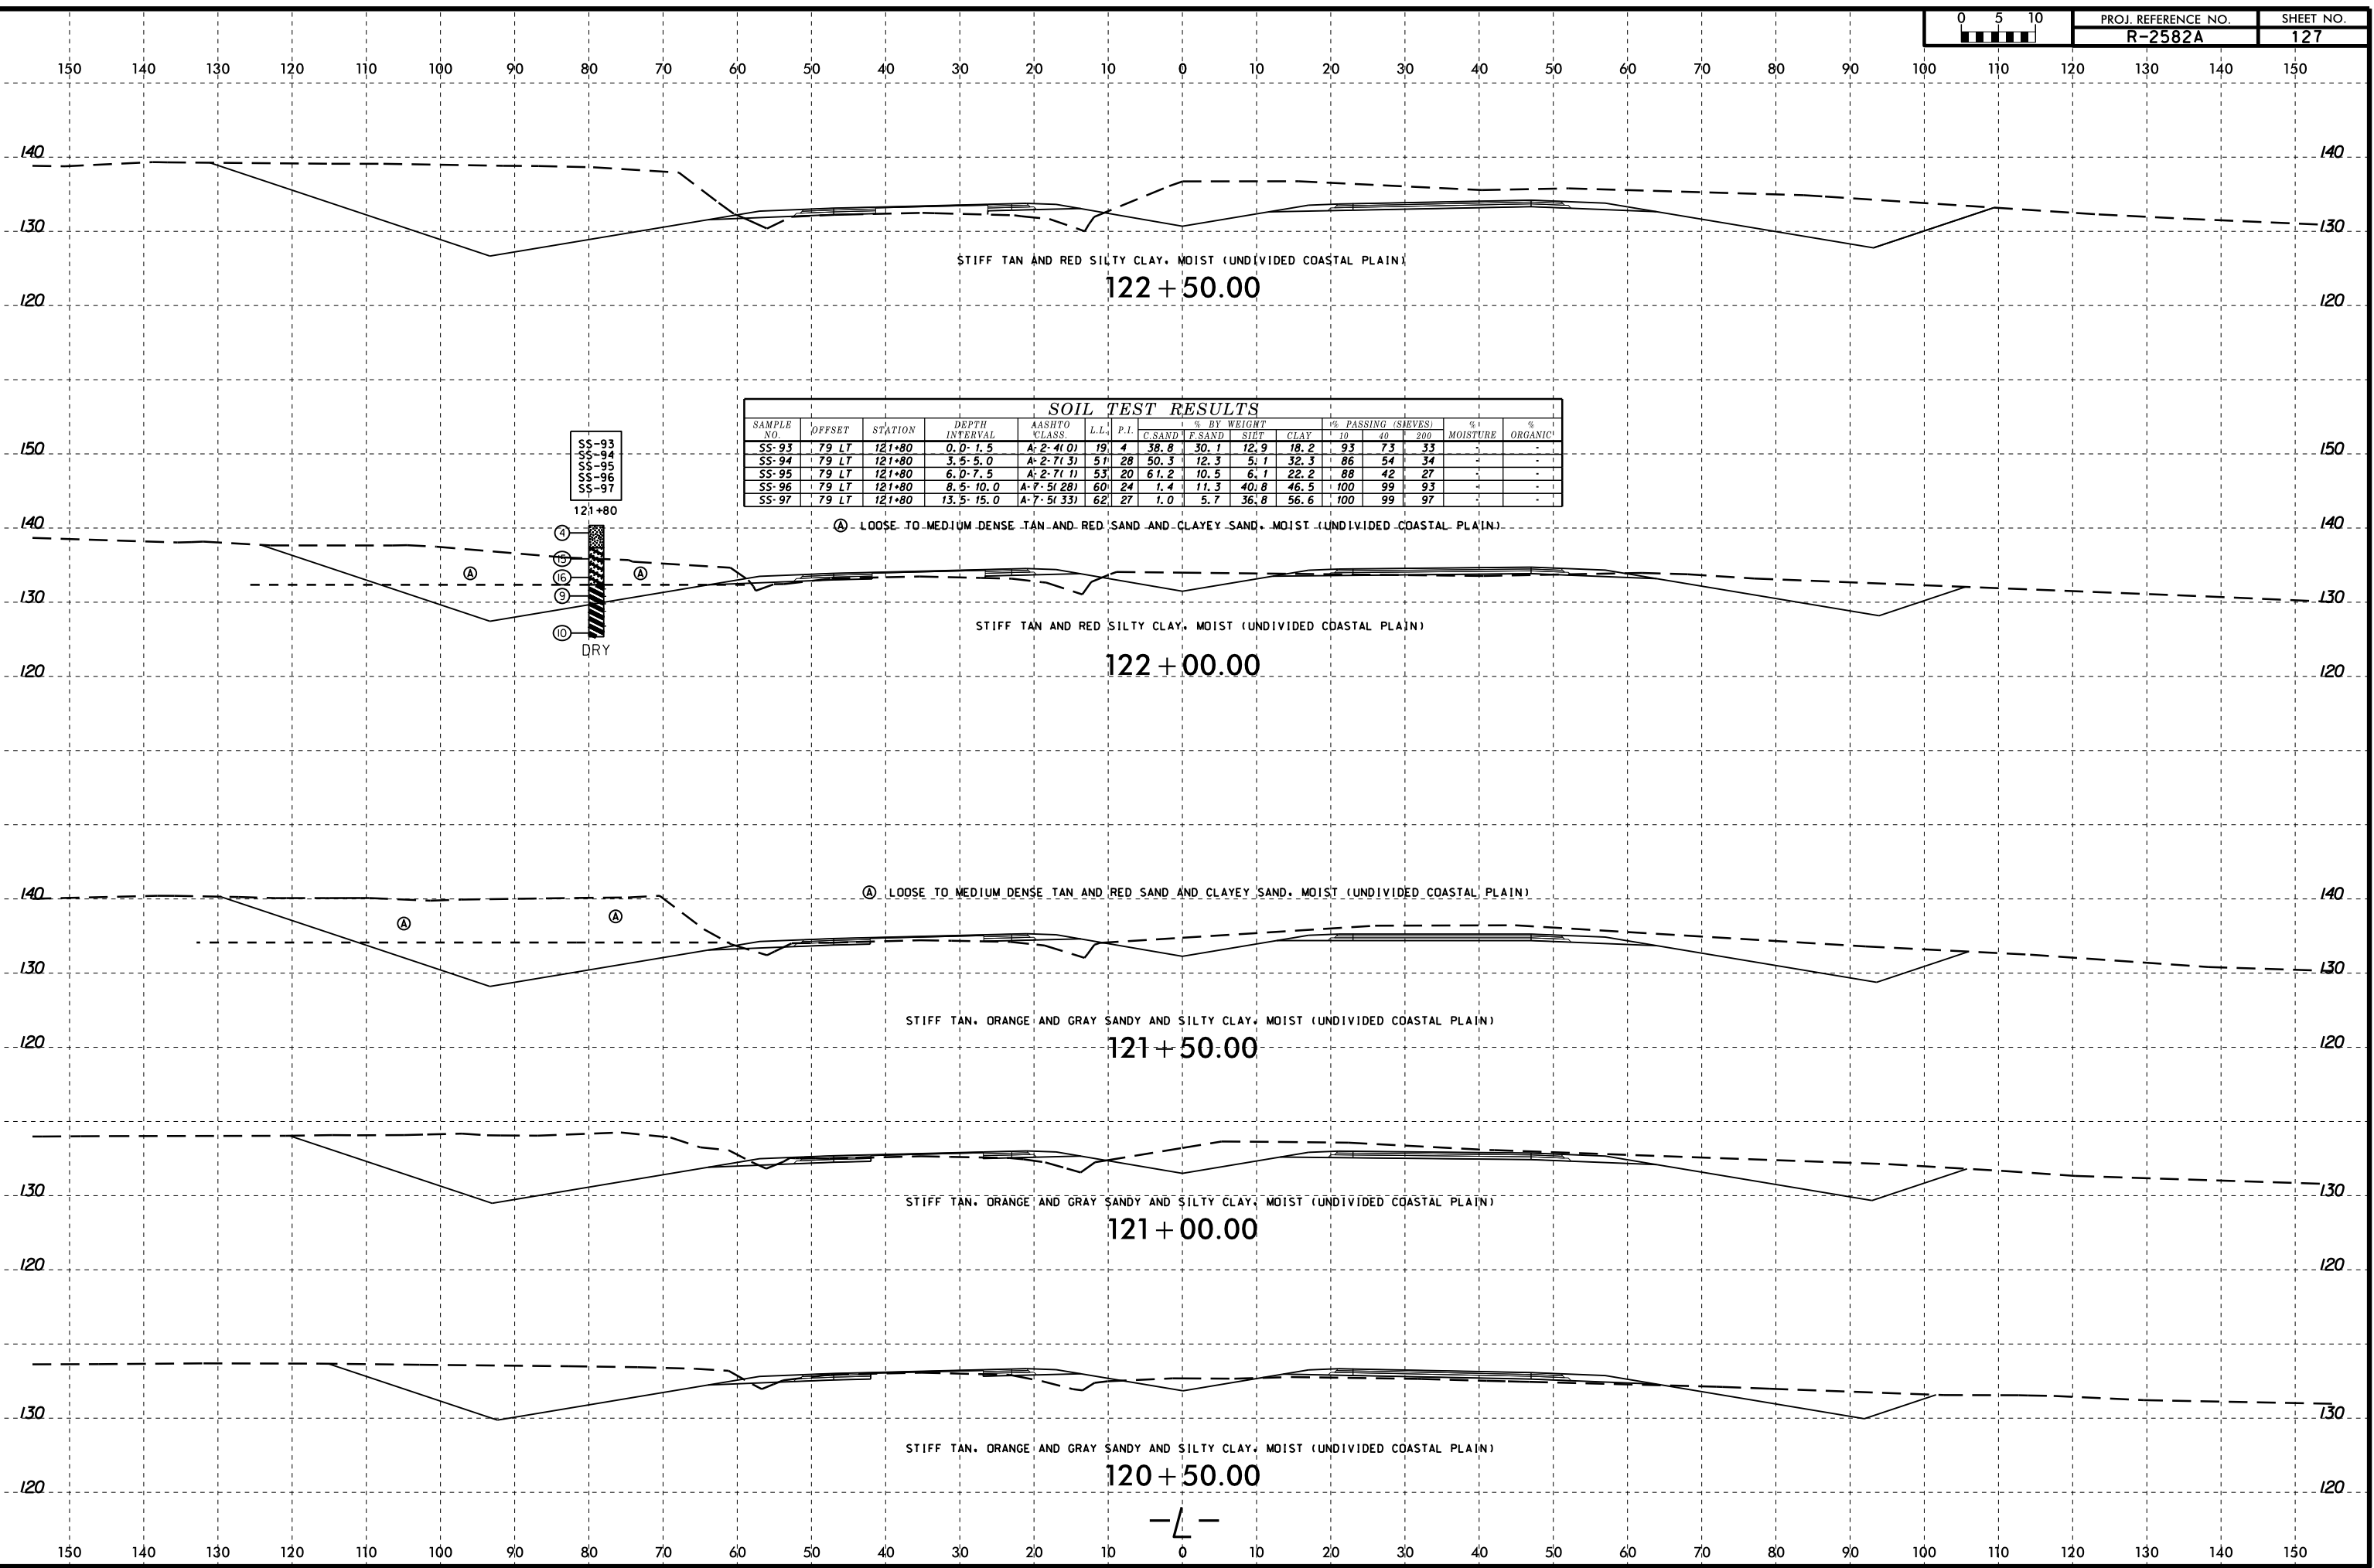 0 5 10
PROJ. REFERENCE NO. SHEET NO.
R-2582A 127
150 140 130 120 110 100 90 80 70 60 50 40 30 20 10 0 10 20 30 40 50 60 70 80 90 100 110 120 130 140 150
140 140
130 130
STIFF TAN AND RED SILTY CLAY, MOIST (UNDIVIDED COASTAL PLAIN)
122+50.00
120 120
SOIL TEST RESULTS
SAMPLE NO. OFFSET STATION DEPTH INTERVAL AASHTO CLASS. L.L. P.I. % BY WEIGHT C.SAND F.SAND SILT CLAY % PASSING (SIEVES) 10 40 200 % MOISTURE % ORGANIC
SS-93 79 LT 121+80 0.0-1.5 A-2-4(0) 19 4 38.8 30.1 12.9 18.2 93 73 33 - -
SS-94 79 LT 121+80 3.5-5.0 A-2-7(3) 51 28 50.3 12.3 5.1 32.3 86 54 34 - -
SS-95 79 LT 121+80 6.0-7.5 A-2-7(1) 53 20 61.2 10.5 6.1 22.2 88 42 27 - -
SS-96 79 LT 121+80 8.5-10.0 A-7-5(28) 60 24 1.4 11.3 40.8 46.5 100 99 93 - -
SS-97 79 LT 121+80 13.5-15.0 A-7-5(33) 62 27 1.0 5.7 36.8 56.6 100 99 97 - -
SS-93
SS-94
SS-95
SS-96
SS-97
121+80
150 150
A LOOSE TO MEDIUM DENSE TAN AND RED SAND AND CLAYEY SAND, MOIST (UNDIVIDED COASTAL PLAIN)
140 140
4
15
A A
16
9
130 130
10
DRY
STIFF TAN AND RED SILTY CLAY, MOIST (UNDIVIDED COASTAL PLAIN)
122+00.00
120 120
A LOOSE TO MEDIUM DENSE TAN AND RED SAND AND CLAYEY SAND, MOIST (UNDIVIDED COASTAL PLAIN)
140 140
A A
130 130
STIFF TAN, ORANGE AND GRAY SANDY AND SILTY CLAY, MOIST (UNDIVIDED COASTAL PLAIN)
121+50.00
120 120
130 130
STIFF TAN, ORANGE AND GRAY SANDY AND SILTY CLAY, MOIST (UNDIVIDED COASTAL PLAIN)
121+00.00
120 120
130 130
STIFF TAN, ORANGE AND GRAY SANDY AND SILTY CLAY, MOIST (UNDIVIDED COASTAL PLAIN)
120+50.00
120 120
-L-
150 140 130 120 110 100 90 80 70 60 50 40 30 20 10 0 10 20 30 40 50 60 70 80 90 100 110 120 130 140 150